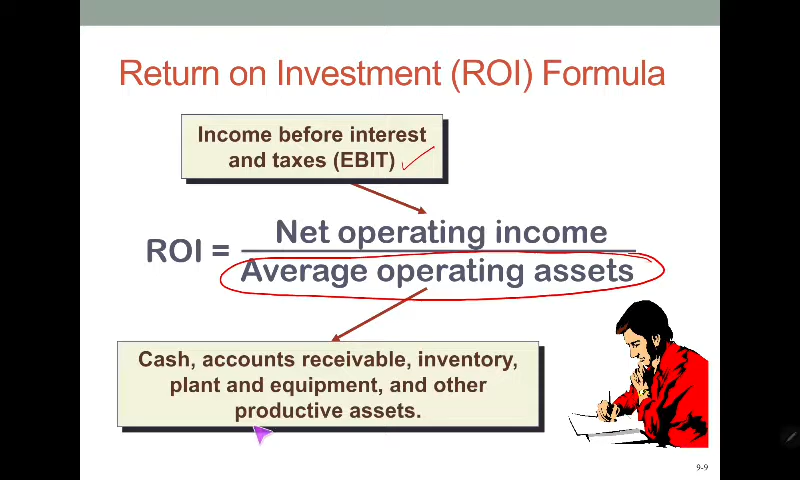 Return on Investment (ROI) Formula
Income before interest
and taxes (EBIT)
ROI =
Net operating income
Average operating assets
Cash, accounts receivable, inventory,
plant and equipment, and other
productive assets.
9-9